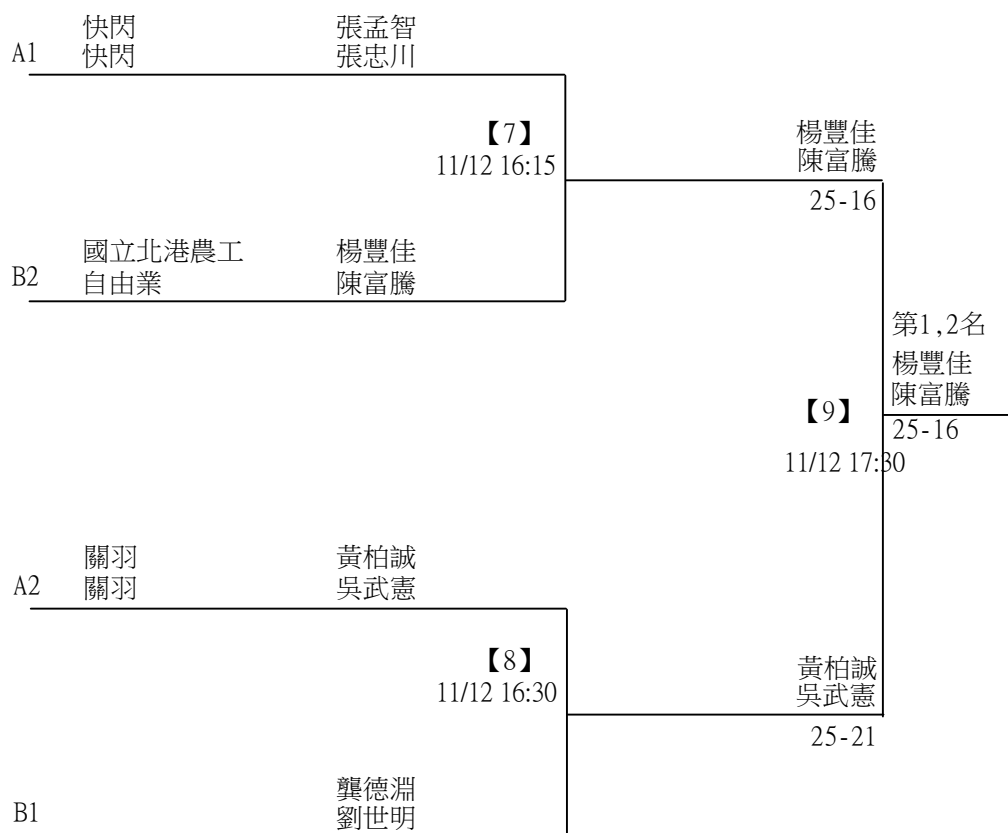 快閃 張孟智
A1 快閃 張忠川
【7】
11/12 16:15
楊豐佳
陳富騰
25-16
國立北港農工 楊豐佳
B2 自由業 陳富騰
第1,2名
楊豐佳
陳富騰
【9】
25-16
11/12 17:30
關羽 黃柏誠
A2 關羽 吳武憲
【8】
11/12 16:30
黃柏誠
吳武憲
25-21
龔德淵
B1 劉世明